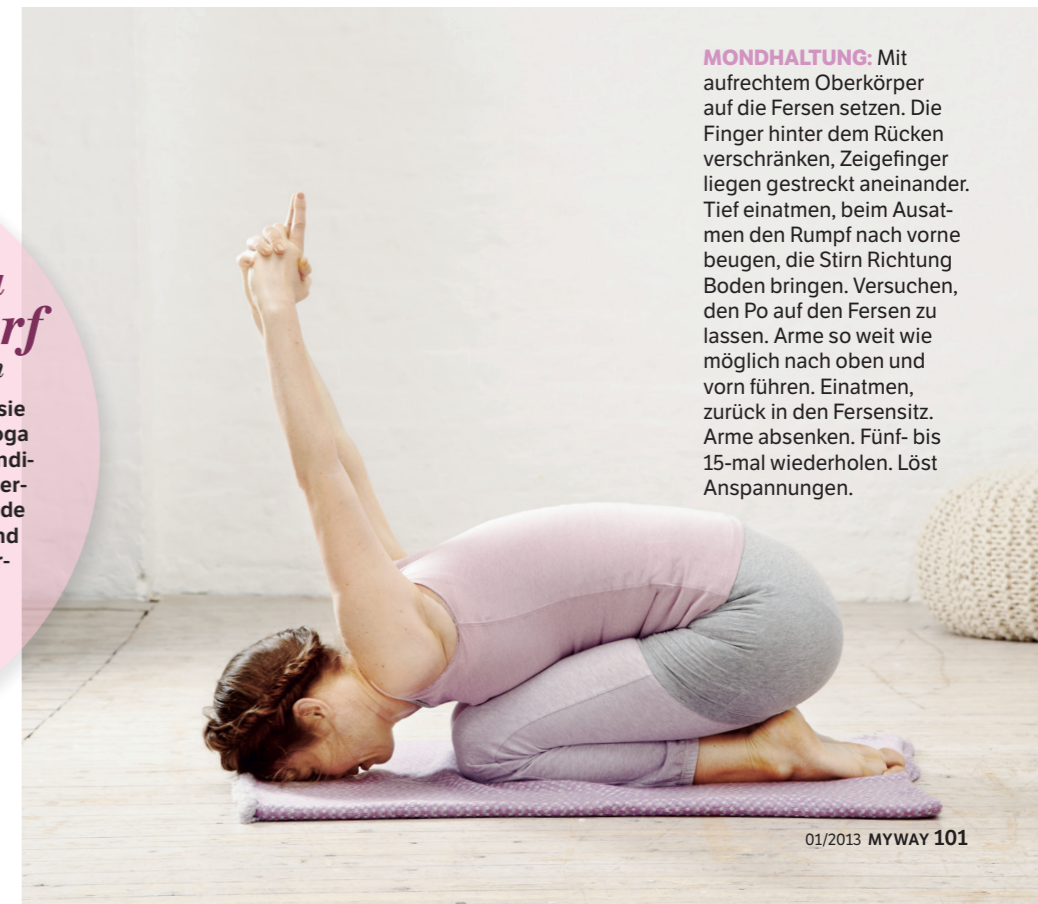 rf
sie
ndi-
er-
de
nd
r-
MONDHALTUNG: Mit
aufrechtem Oberkörper
auf die Fersen setzen. Die
Finger hinter dem Rücken
verschränken, Zeigefinger
liegen gestreckt aneinander.
Tief einatmen, beim Ausat-
men den Rumpf nach vorne
beugen, die Stirn Richtung
Boden bringen. Versuchen,
den Po auf den Fersen zu
lassen. Arme so weit wie
möglich nach oben und
vorn führen. Einatmen,
zurück in den Fersensitz.
Arme absenken. Fünf- bis
15-mal wiederholen. Löst
Anspannungen.
01/2013 MYWAY 101